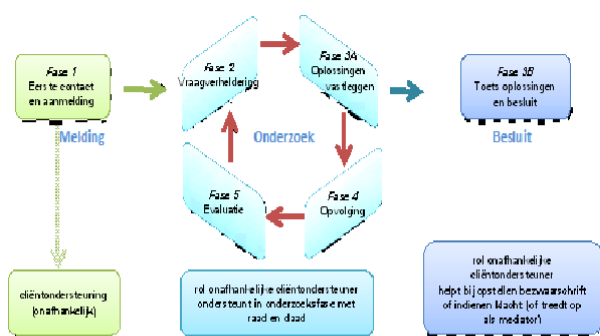 Fase 1
Eerste contact
en aanmelding
Fase 2
Vraagverheldering
Fase 3A
Oplossingen
vastleggen
Fase 3B
Toets oplossingen
en besluit
Melding
Onderzoek
Besluit
Fase 5
Evaluatie
Fase 4
Opvolging
cliëntondersteuning
(onafhankelijk)
rol onafhankelijke cliëntondersteuner
ondersteunt in onderzoeksfase met
raad en daad
rol onafhankelijke
cliëntondersteuner
helpt bij opstellen bezwaarschrift
of indienen klacht (of treedt op
als mediator)